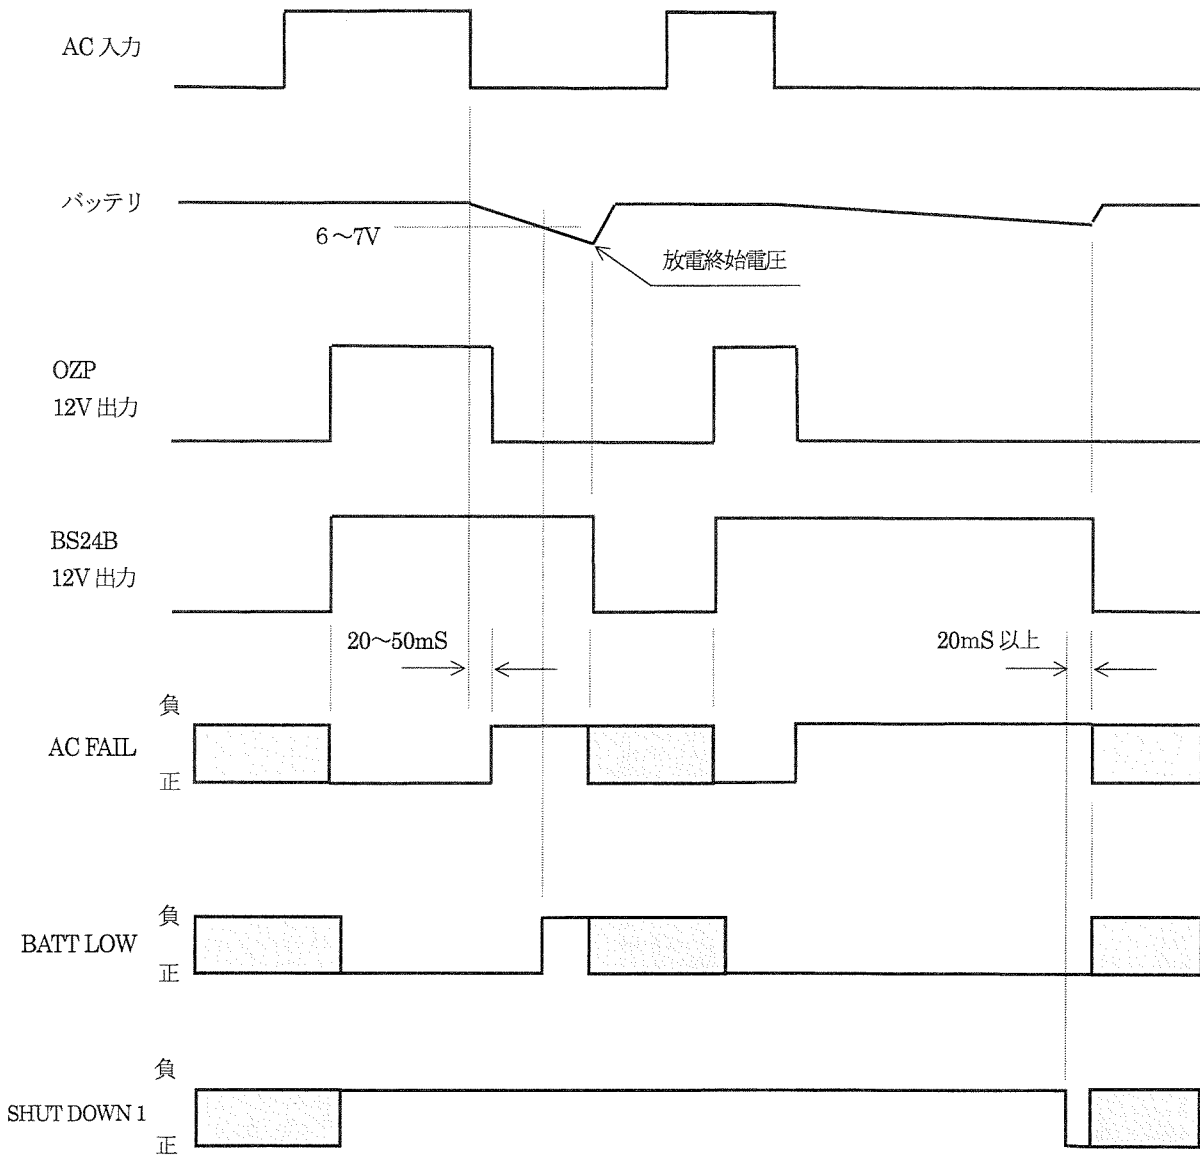 AC 入力
バッテリ
6～7V
放電終始電圧
OZP
12V 出力
BS24B
12V 出力
20～50mS
20mS 以上
負
AC FAIL
正
負
BATT LOW
正
負
SHUT DOWN 1
正